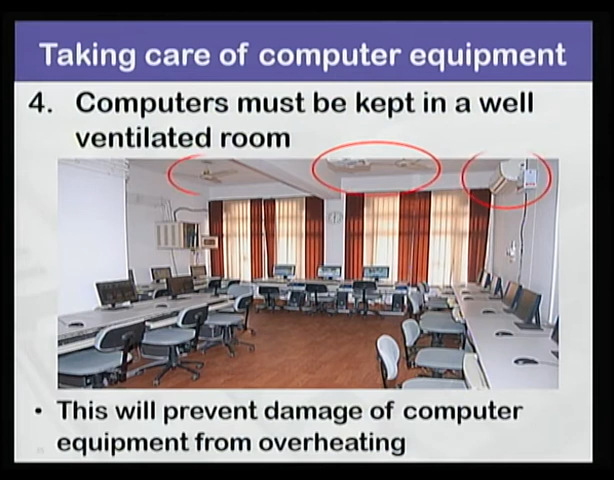 Taking care of computer equipment
4. Computers must be kept in a well
ventilated room
• This will prevent damage of computer
equipment from overheating